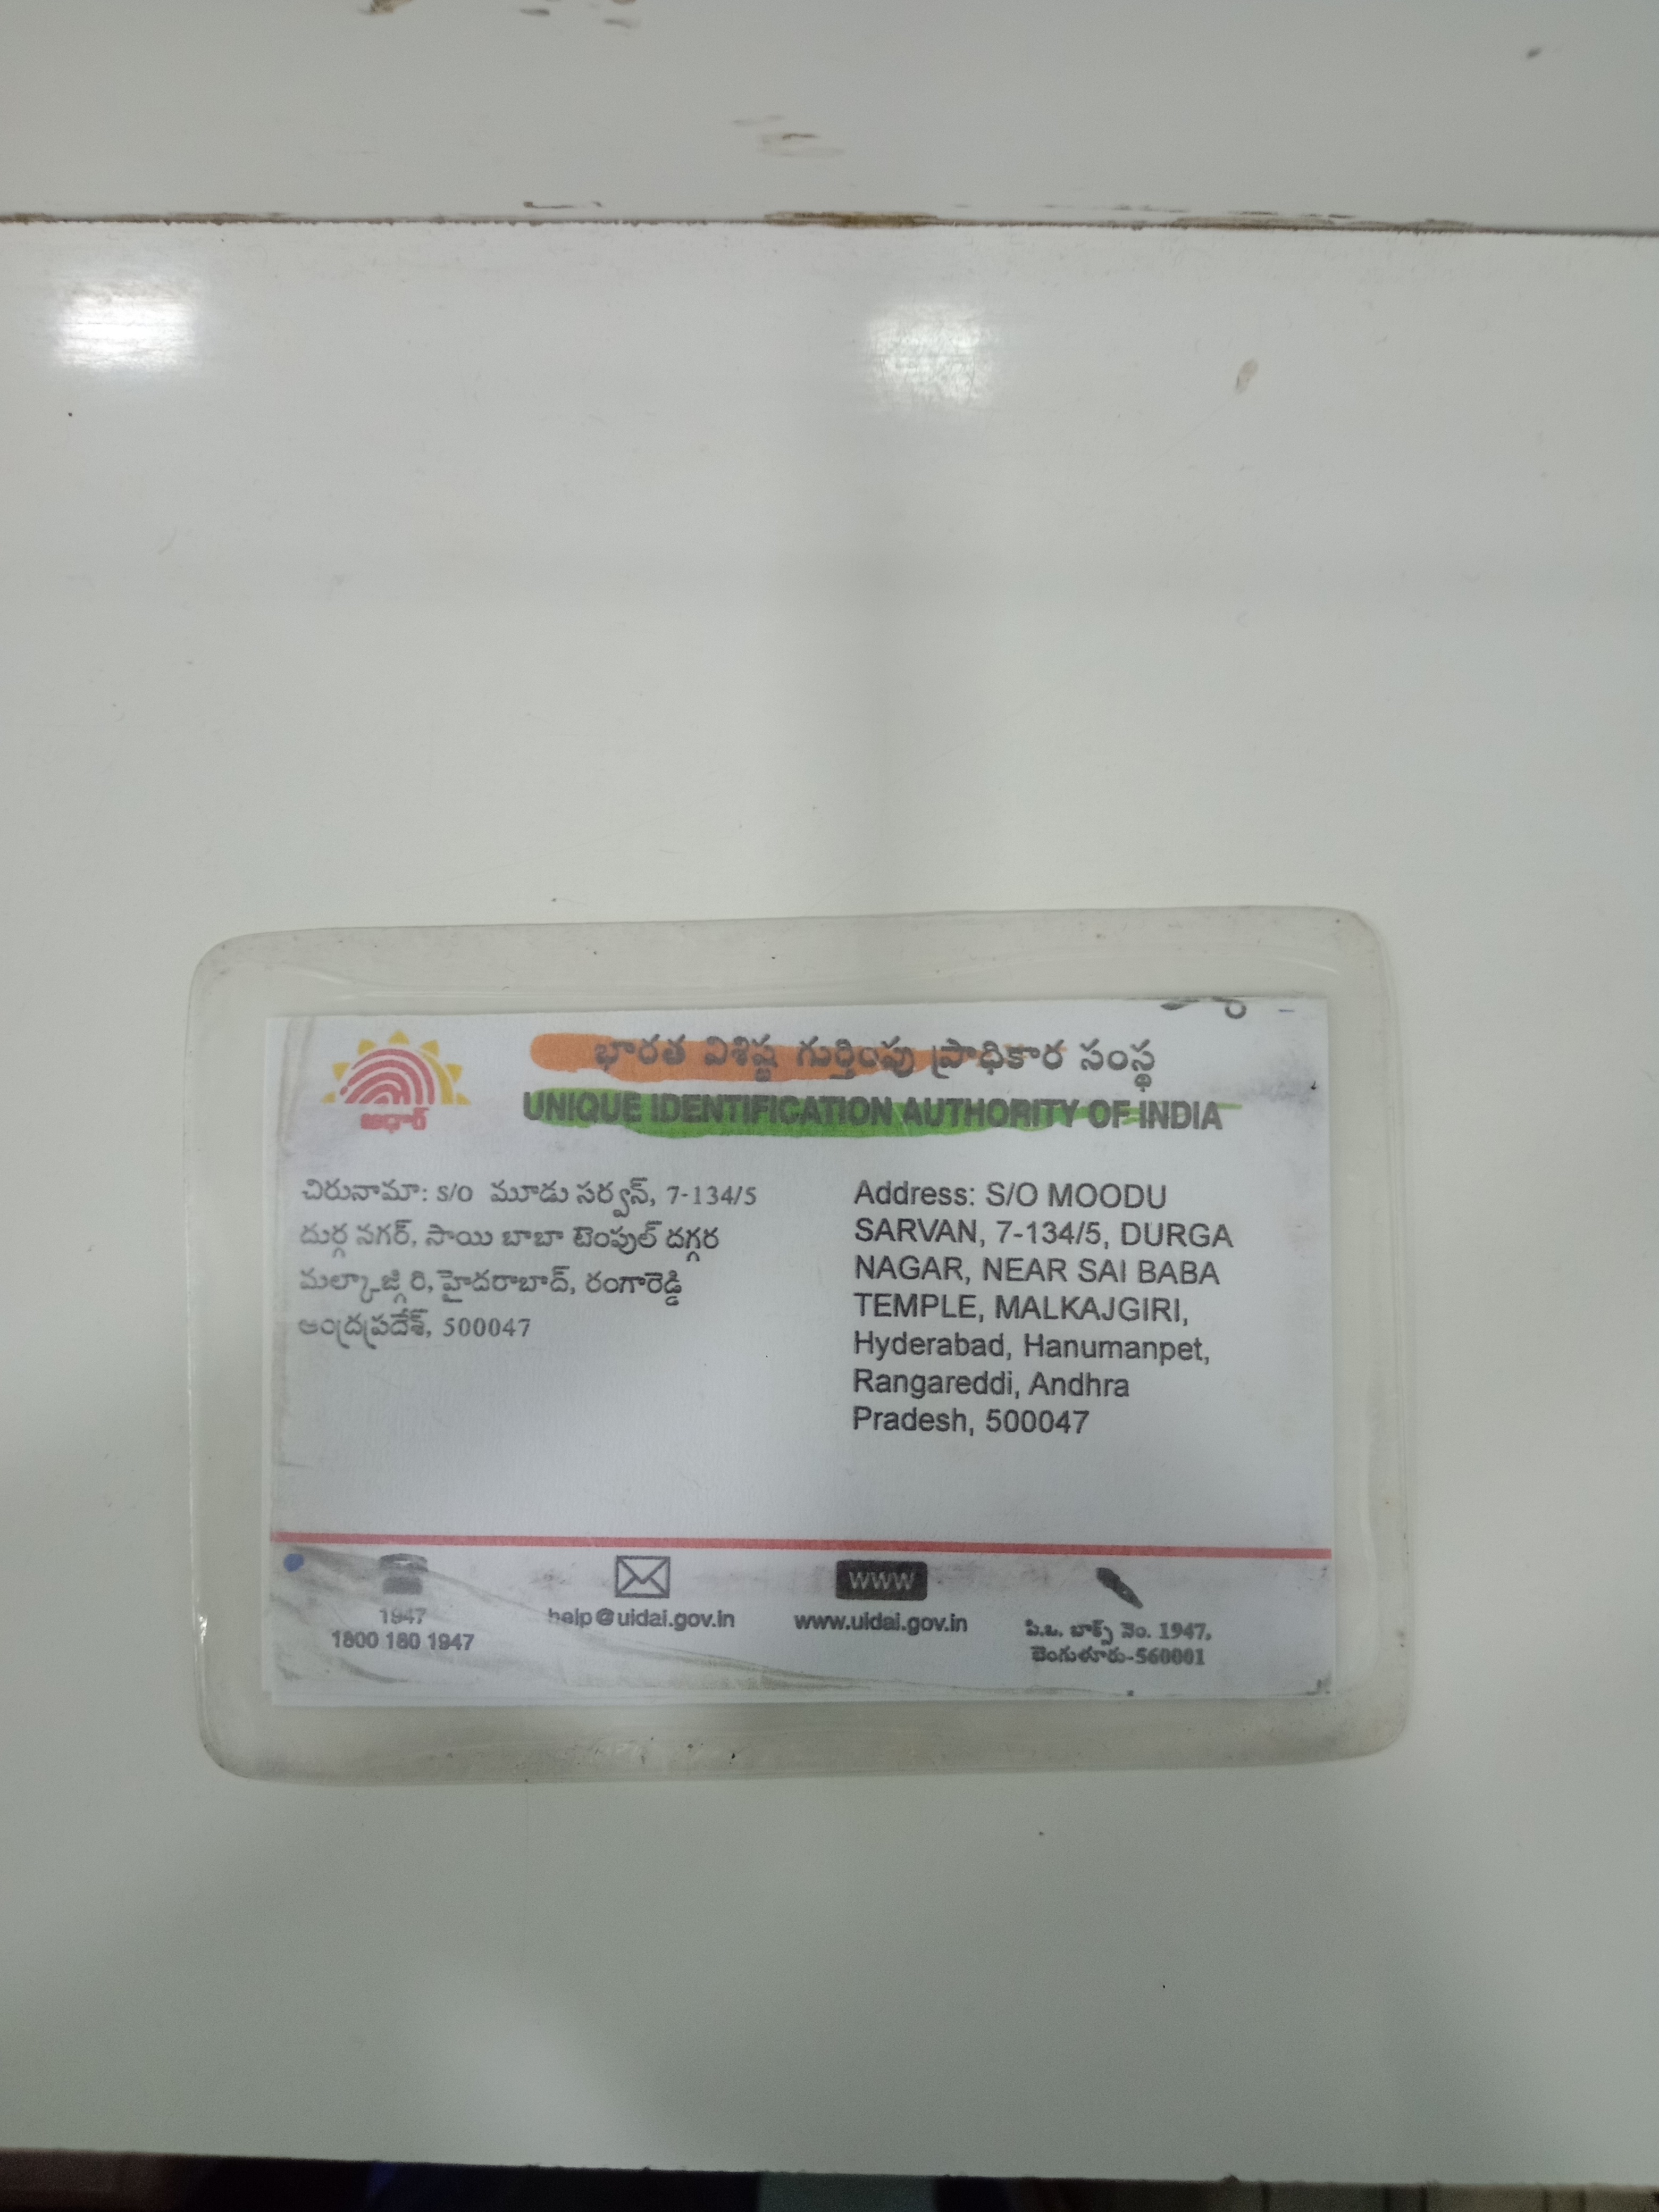 ఆధార్
భారత విశిష్ట గుర్తింపు ప్రాధికార సంస్థ
UNIQUE IDENTIFICATION AUTHORITY OF INDIA
చిరునామా: S/O మూడు సర్వన్, 7-134/5
దుర్గ నగర్, సాయి బాబా టెంపుల్ దగ్గర
మల్కాజ్గిరి, హైదరాబాద్, రంగారెడ్డి
ఆంధ్రప్రదేశ్, 500047
Address: S/O MOODU
SARVAN, 7-134/5, DURGA
NAGAR, NEAR SAI BABA
TEMPLE, MALKAJGIRI,
Hyderabad, Hanumanpet,
Rangareddi, Andhra
Pradesh, 500047
1947
1800 180 1947
help@uidai.gov.in
WWW
www.uidai.gov.in
పి.ఒ. బాక్స్ నెం. 1947,
బెంగుళూరు-560001